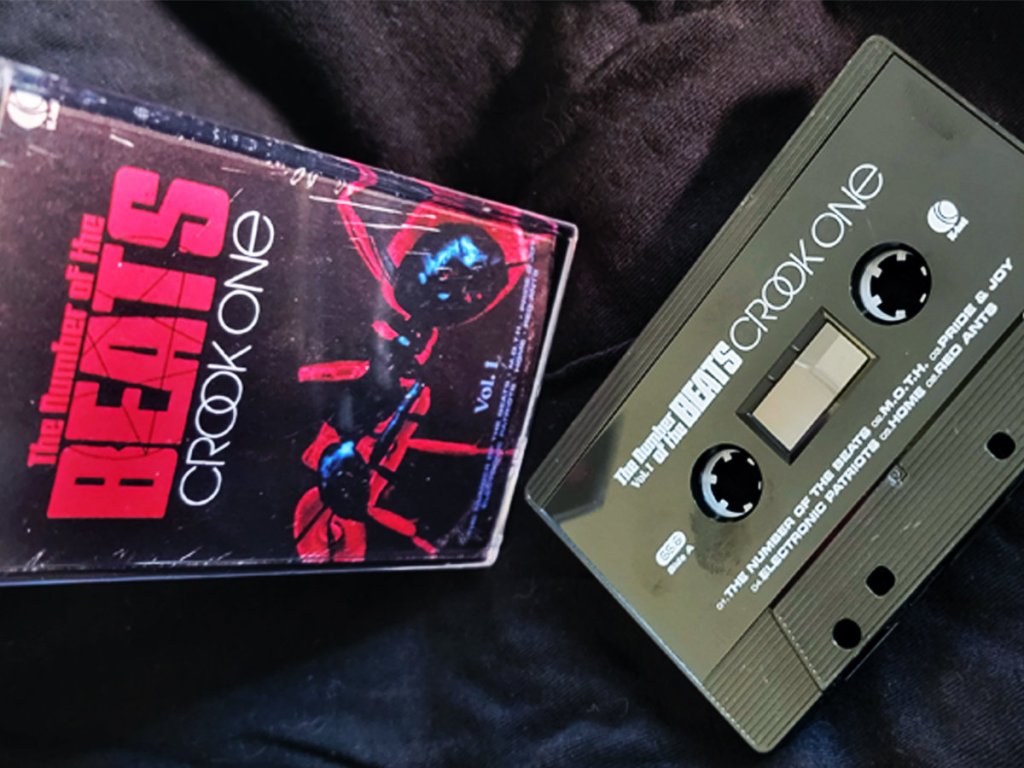 The Number of the
BEATS
CROOK ONE
Vol. 1
The Number
Vol.1 of the BEATS
CROOK ONE
SIDE A
01.THE NUMBER OF THE BEATS 02.M.O.T.H. 03.PRIDE & JOY
04.ELECTRONIC PATRIOTS 05.HOME 06.RED ANTS